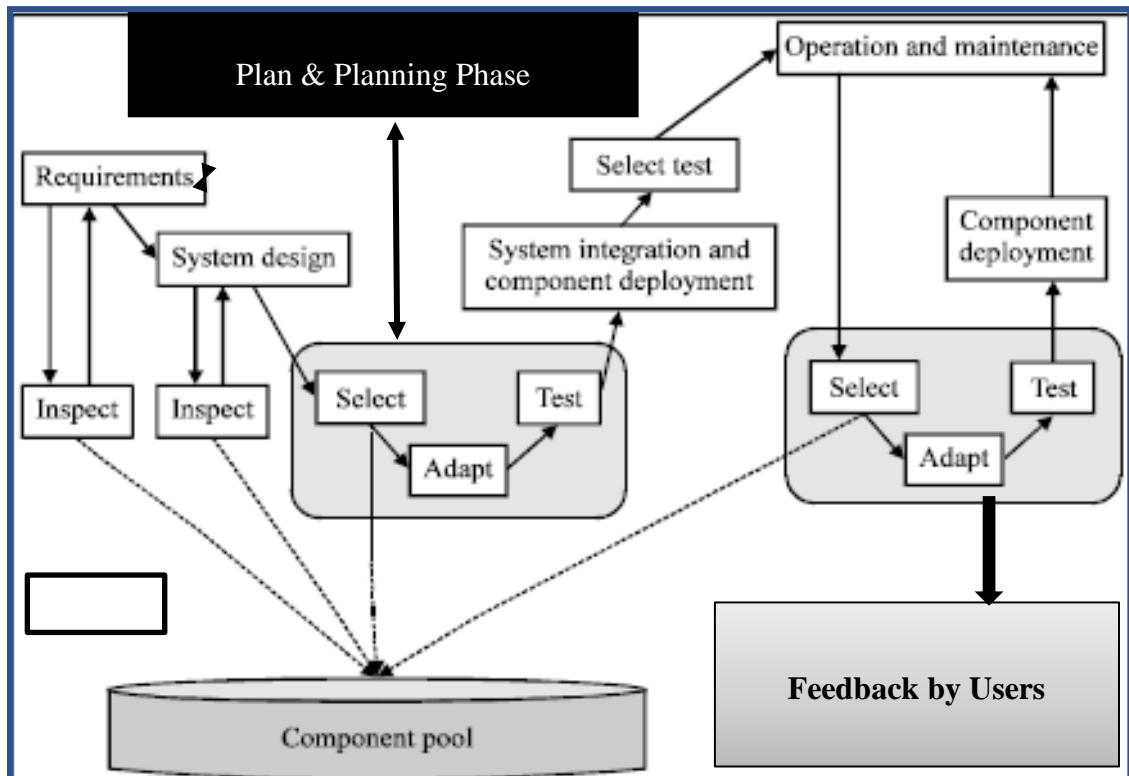 Plan & Planning Phase
Operation and maintenance
Requirements
Select test
System design
System integration and
component deployment
Component
deployment
Inspect
Inspect
Select
Test
Adapt
Select
Test
Adapt
Feedback by Users
Component pool